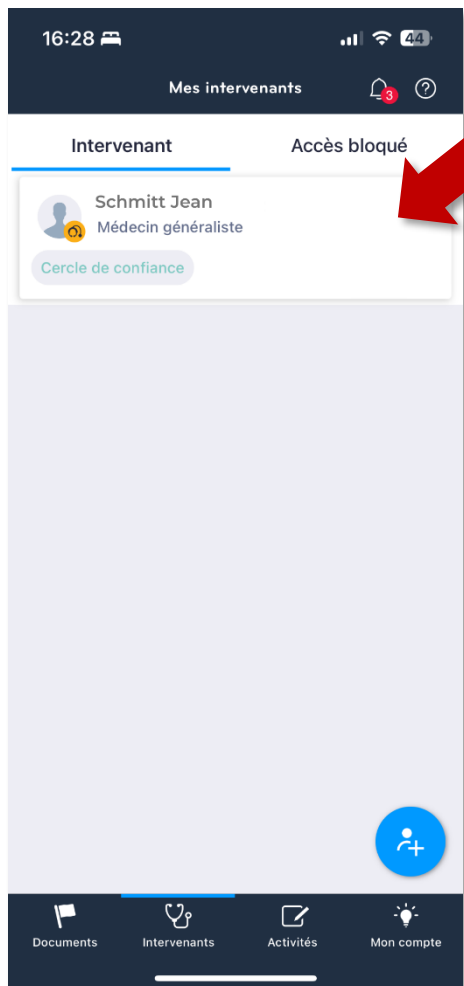 16:28
44
Mes intervenants
3
?
Intervenant
Accès bloqué
Schmitt Jean
Médecin généraliste
Cercle de confiance
Documents
Intervenants
Activités
Mon compte